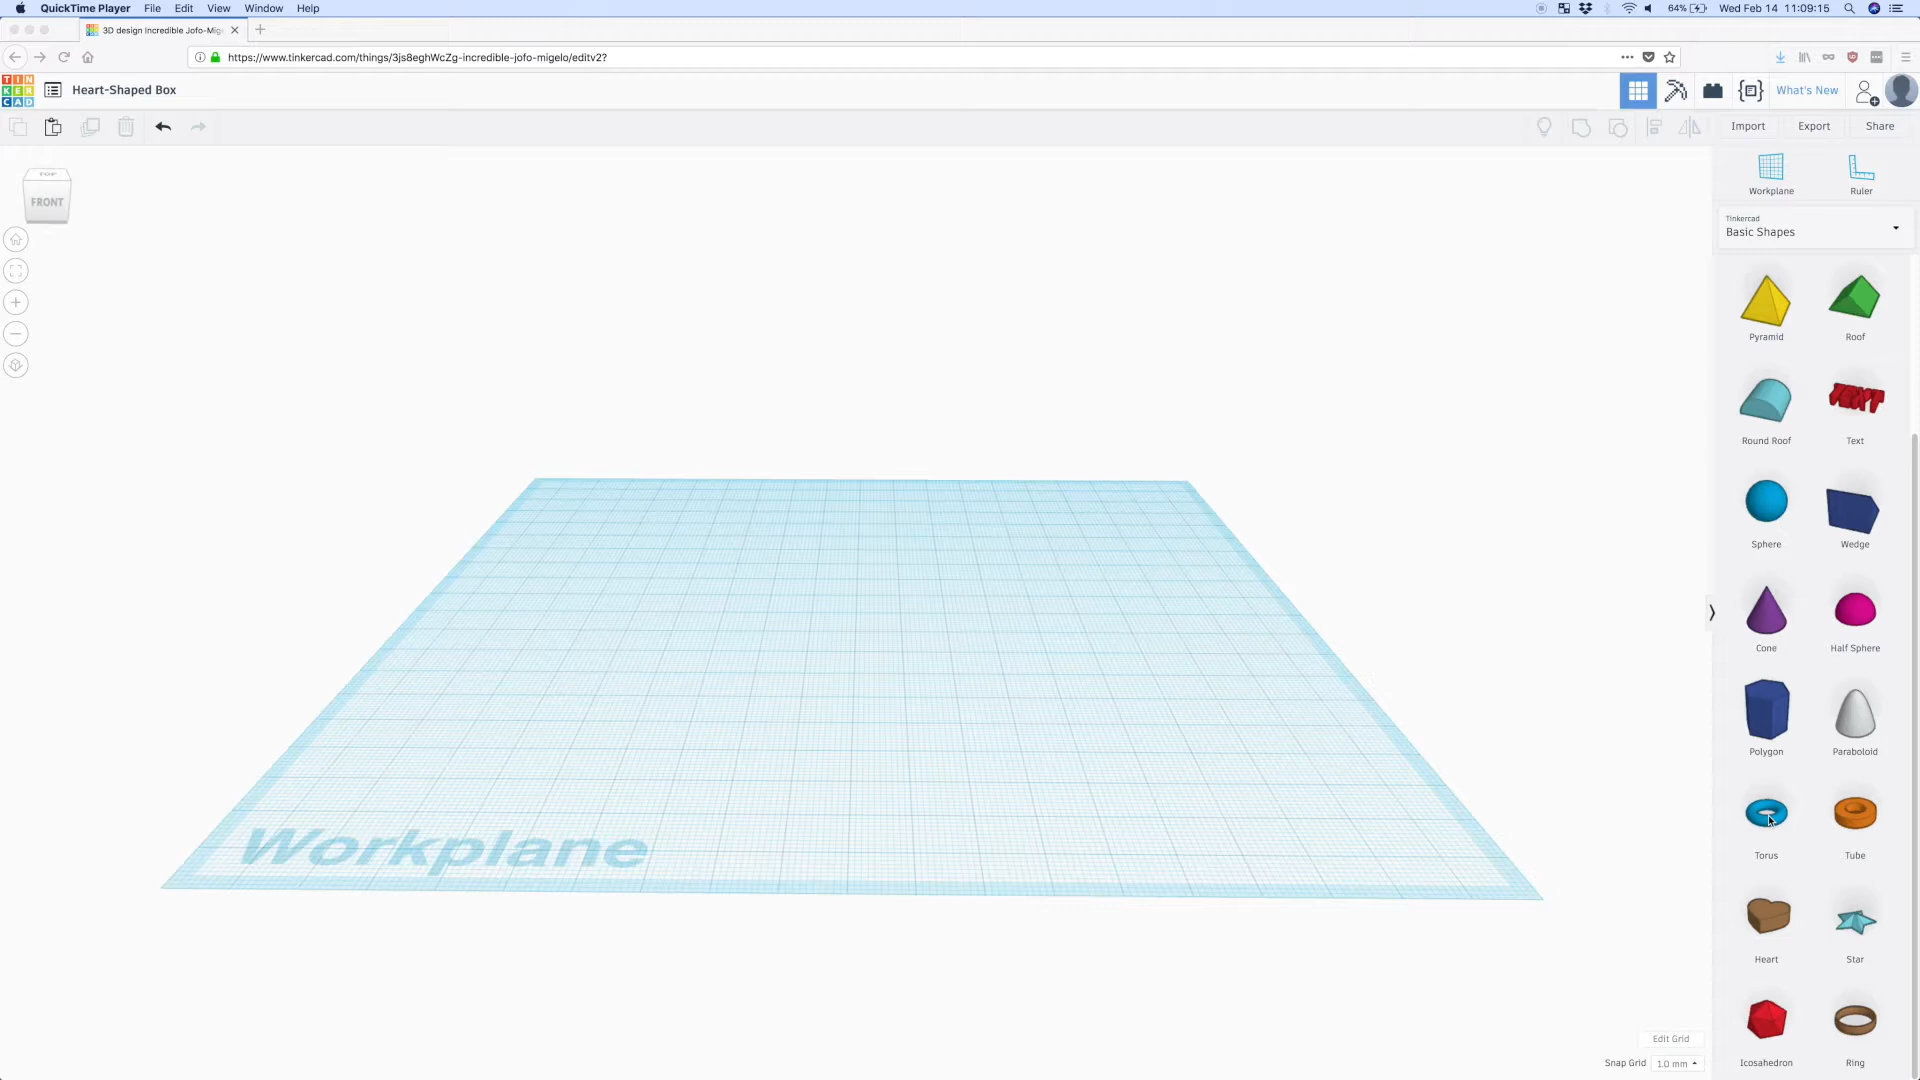 QuickTime Player File Edit View Window Help 64% Wed Feb 14 11:09:15
3D design Incredible Jofo-Mig
https://www.tinkercad.com/things/3js8eghWcZg-incredible-jofo-migelo/editv2?
TIN
KER
CAD
Heart-Shaped Box
What's New
Import Export Share
TOP
FRONT
Workplane Ruler
Tinkercad
Basic Shapes
Pyramid Roof
TEXT
Round Roof Text
Sphere Wedge
Cone Half Sphere
Polygon Paraboloid
Workplane
Torus Tube
Heart Star
Edit Grid
Snap Grid 1.0 mm
Icosahedron Ring